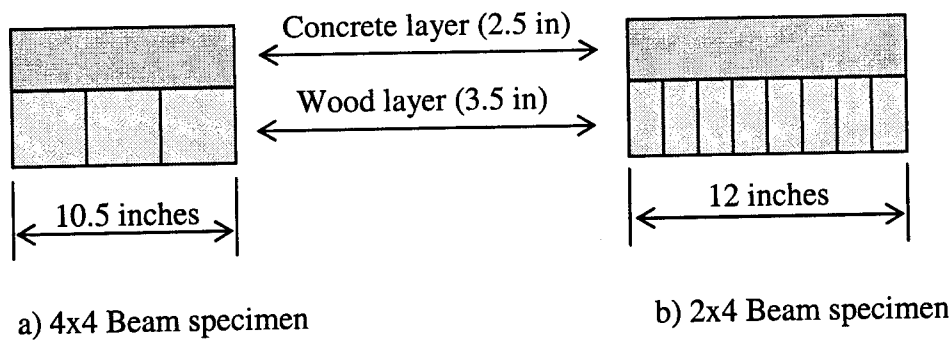 Concrete layer (2.5 in)
Wood layer (3.5 in)
10.5 inches
12 inches
a) 4x4 Beam specimen
b) 2x4 Beam specimen